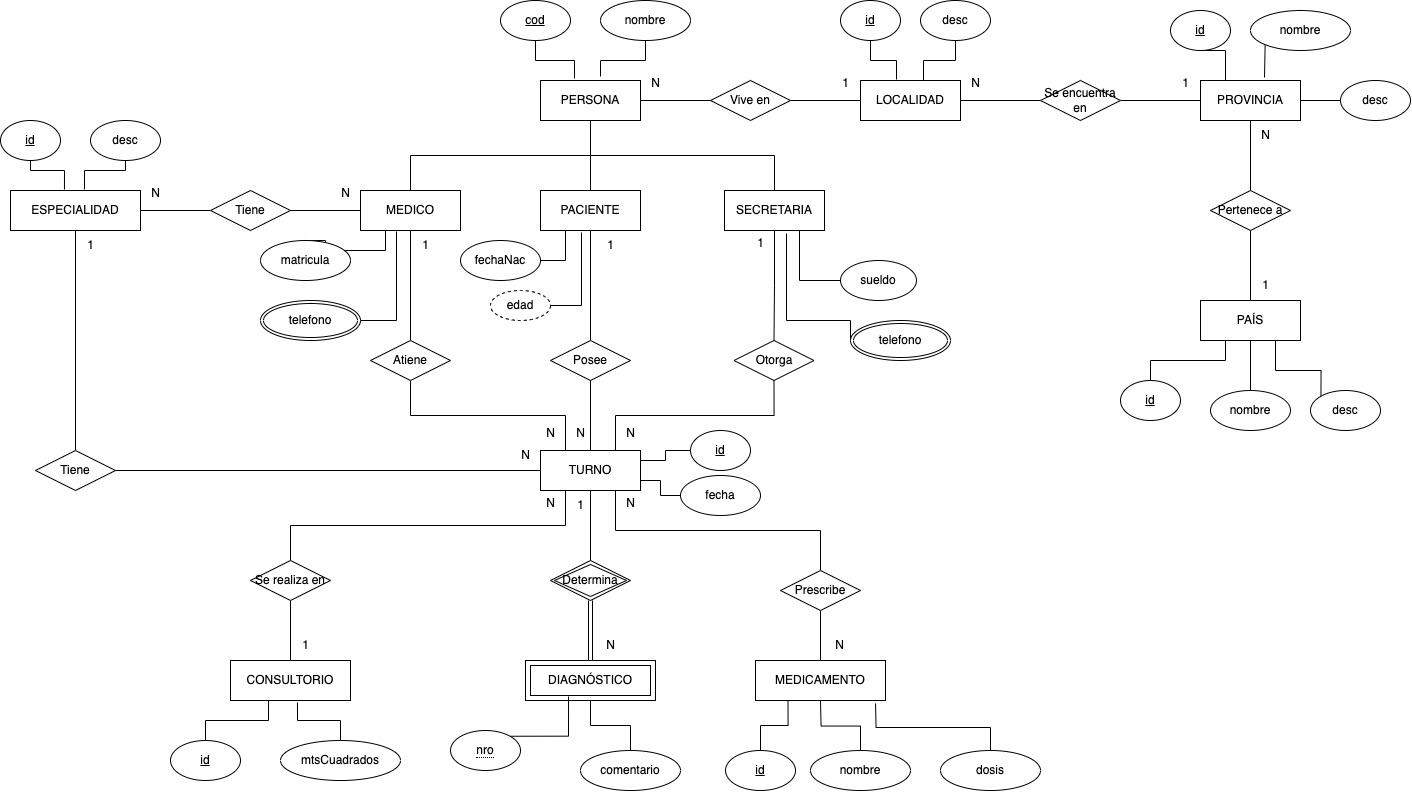 cod
nombre
id
desc
id
nombre
N
1
N
1
PERSONA
Vive en
LOCALIDAD
Se encuentra
en
PROVINCIA
desc
id
desc
N
N
N
ESPECIALIDAD
Tiene
MEDICO
PACIENTE
SECRETARIA
Pertenece a
1
1
1
1
matricula
fechaNac
sueldo
edad
1
telefono
telefono
PAÍS
Atiene
Posee
Otorga
id
nombre
desc
N
N
N
N
id
Tiene
TURNO
fecha
N
1
N
Se realiza en
Determina
Prescribe
1
N
N
CONSULTORIO
DIAGNÓSTICO
MEDICAMENTO
nro
id
mtsCuadrados
comentario
id
nombre
dosis